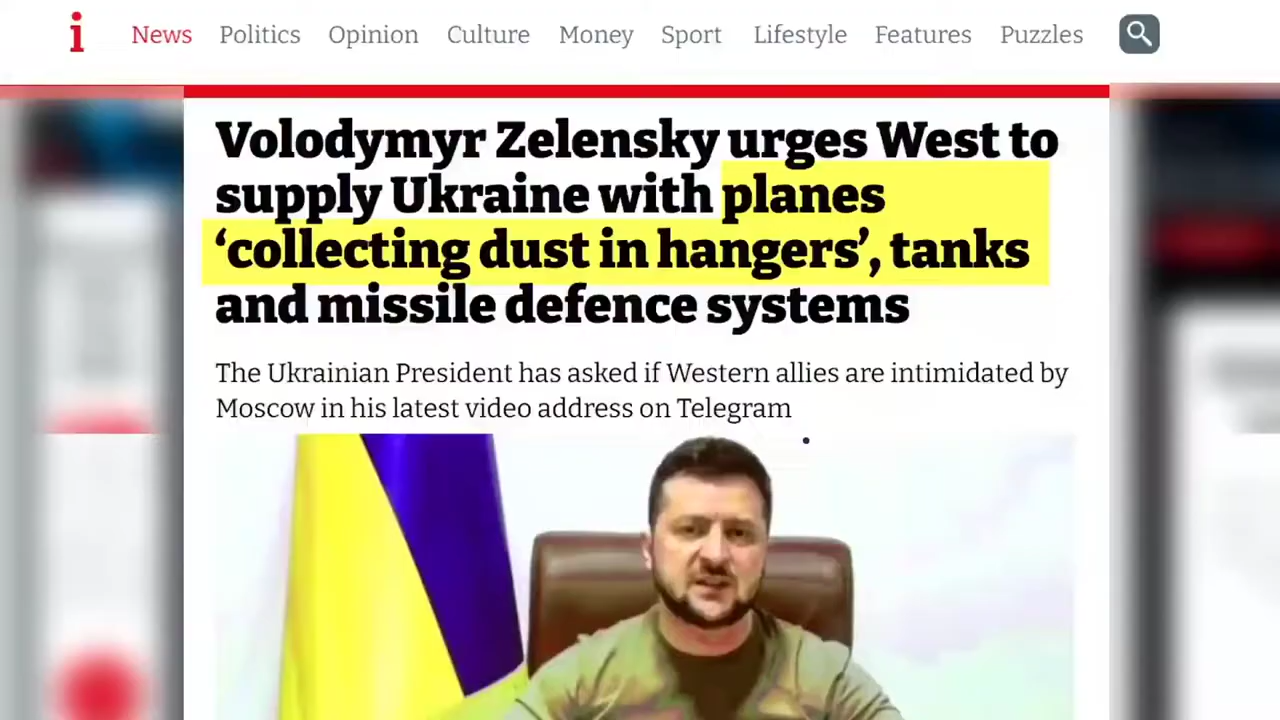 i News Politics Opinion Culture Money Sport Lifestyle Features Puzzles
Volodymyr Zelensky urges West to
supply Ukraine with planes
‘collecting dust in hangers’, tanks
and missile defence systems
The Ukrainian President has asked if Western allies are intimidated by
Moscow in his latest video address on Telegram